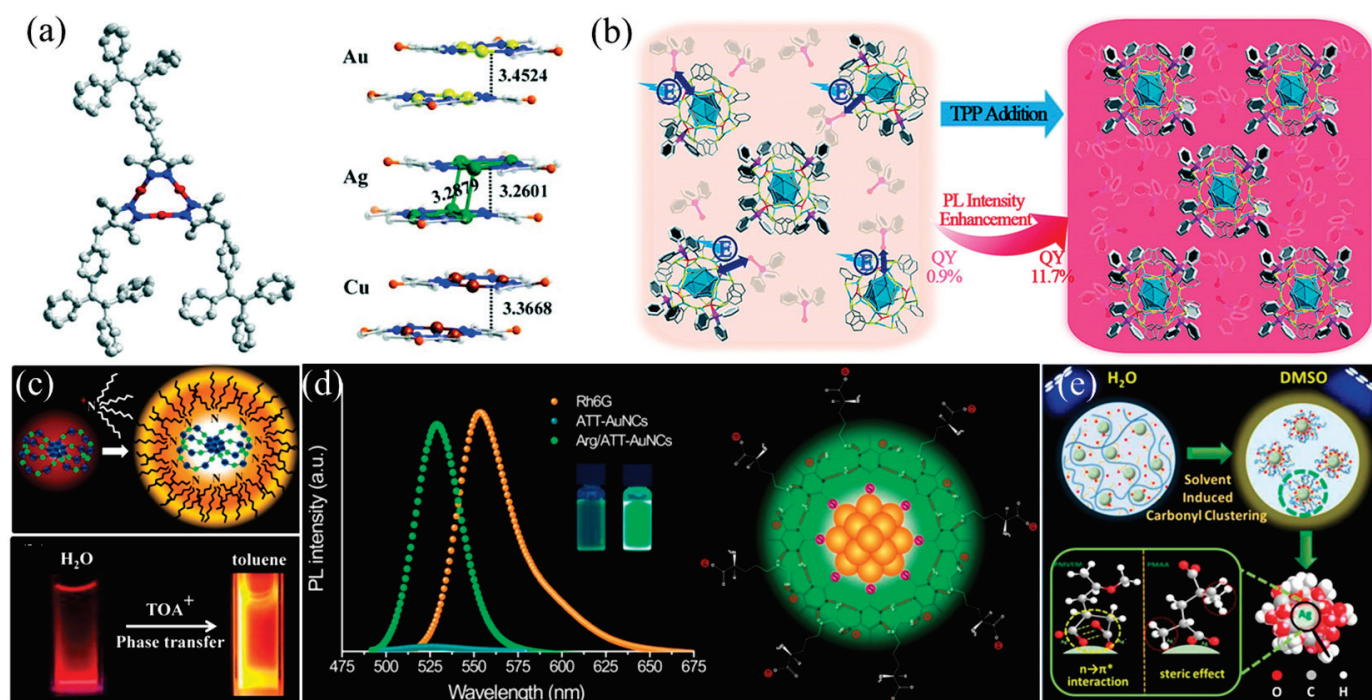 (a)
Au
3.4524
Ag
3.2879
3.2601
Cu
3.3668
(b)
E
E
E
E
TPP Addition
PL Intensity
Enhancement
QY
0.9%
QY
11.7%
(c)
+
N
N
N
N
N
N
H₂O
toluene
TOA⁺
Phase transfer
(d)
Rh6G
ATT-AuNCs
Arg/ATT-AuNCs
PL intensity (a.u.)
475 500 525 550 575 600 625 650 675
Wavelength (nm)
(e)
H₂O
DMSO
Solvent
Induced
Carbonyl Clustering
PMAA
n→π*
interaction
steric effect
Ag
O C H